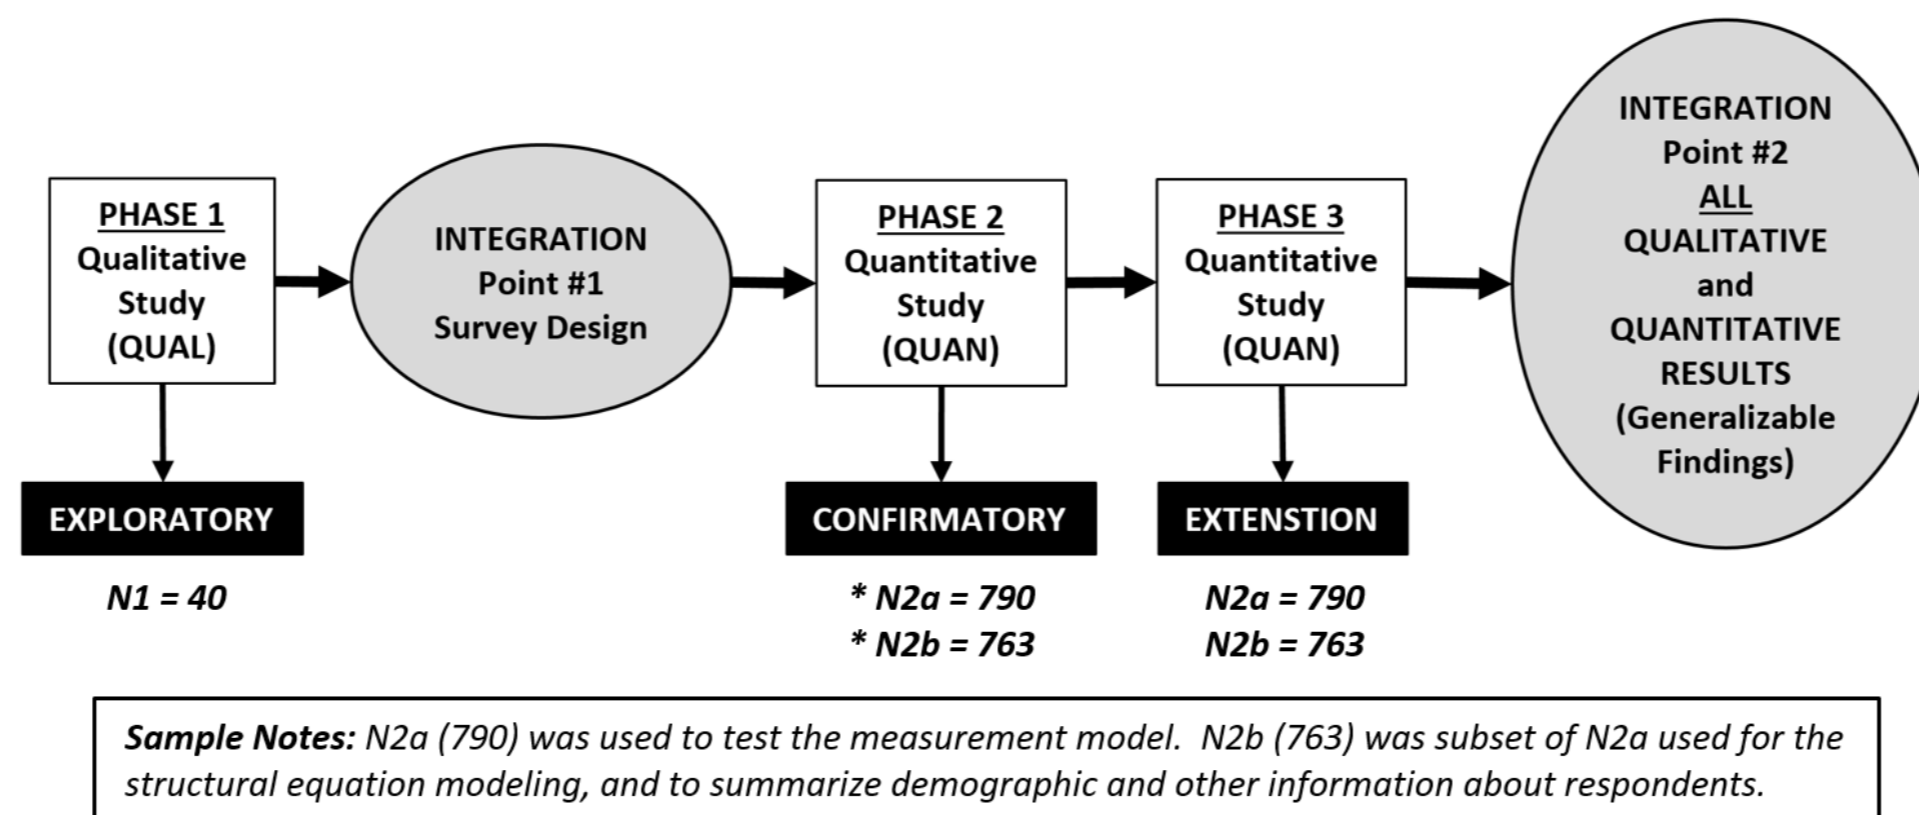 PHASE 1
Qualitative
Study
(QUAL)
INTEGRATION
Point #1
Survey Design
PHASE 2
Quantitative
Study
(QUAN)
PHASE 3
Quantitative
Study
(QUAN)
INTEGRATION
Point #2
ALL
QUALITATIVE
and
QUANTITATIVE
RESULTS
(Generalizable
Findings)
EXPLORATORY
CONFIRMATORY
EXTENSTION
N1 = 40
* N2a = 790
* N2b = 763
N2a = 790
N2b = 763
Sample Notes: N2a (790) was used to test the measurement model. N2b (763) was subset of N2a used for the
structural equation modeling, and to summarize demographic and other information about respondents.